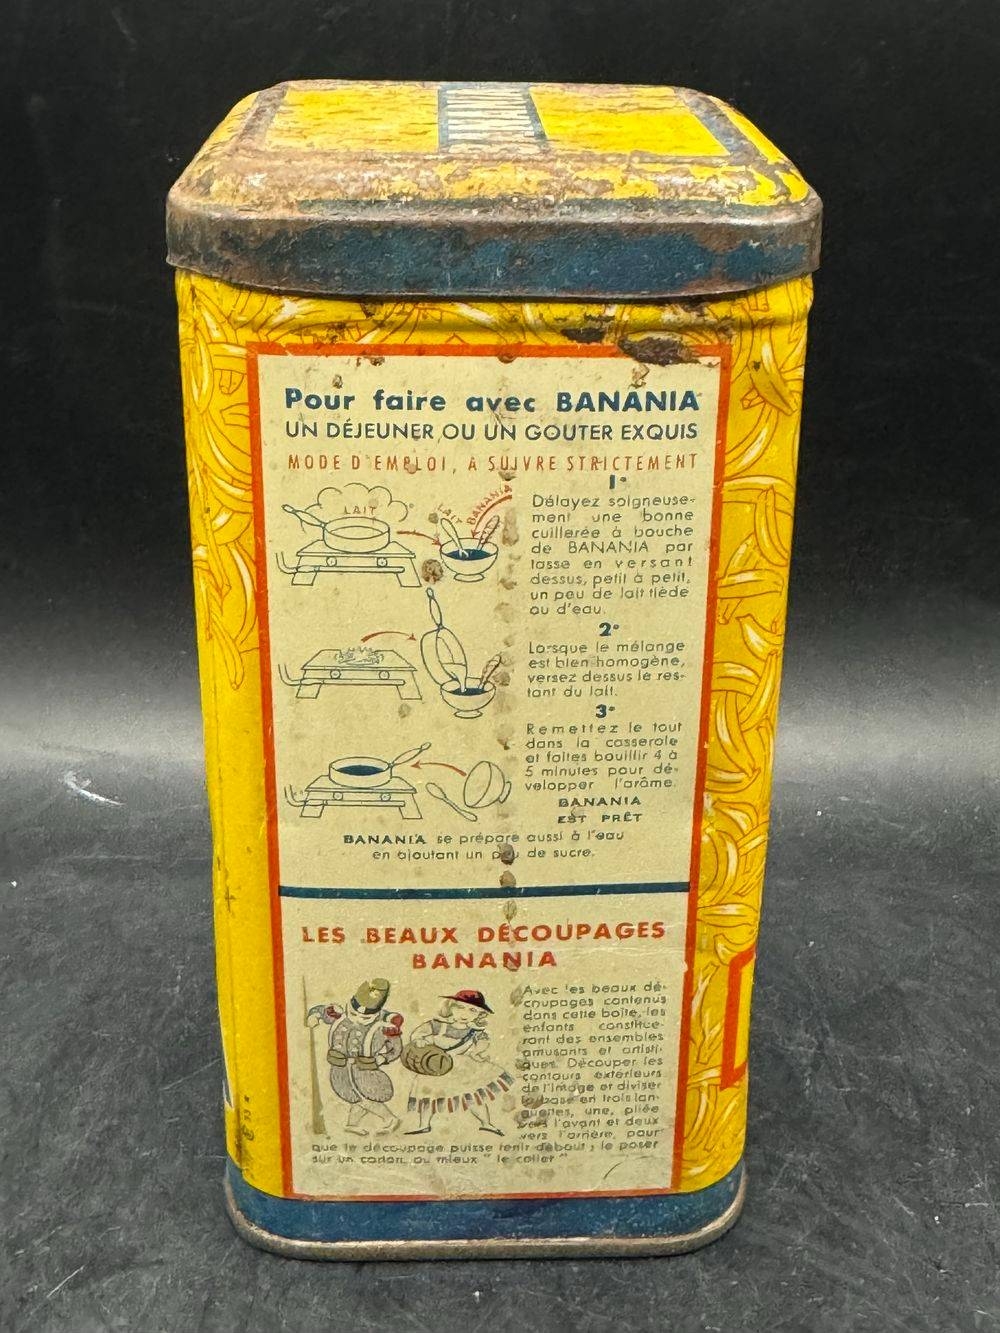 Pour faire avec BANANIA
UN DÉJEUNER OU UN GOUTER EXQUIS
MODE D'EMPLOI, A SUIVRE STRICTEMENT
LAIT
LAIT
BANANIA
1°
Délayez soigneuse-
ment une bonne
cuillerée à bouche
de BANANIA par
tasse en versant
dessus, petit à petit,
un peu de lait tiède
ou d'eau.
2°
Lorsque le mélange
est bien homogène,
versez dessus le res-
tant du lait.
3°
Remettez le tout
dans la casserole
et faites bouillir 4 à
5 minutes pour dé-
velopper l'arôme.
BANANIA
EST PRÊT
BANANIA se prépare aussi à l'eau
en ajoutant un peu de sucre.
LES BEAUX DÉCOUPAGES
BANANIA
Avec les beaux dé-
coupages contenus
dans cette boîte, les
enfants constitue-
ront des ensembles
amusants et artisti-
ques. Découper les
contours extérieurs
de l'image et diviser
la base en trois lan-
guettes, une, pliée
vers l'avant et deux
vers l'arrière, pour
que le découpage puisse tenir debout ; le poser
sur un carton, ou mieux "le coller"